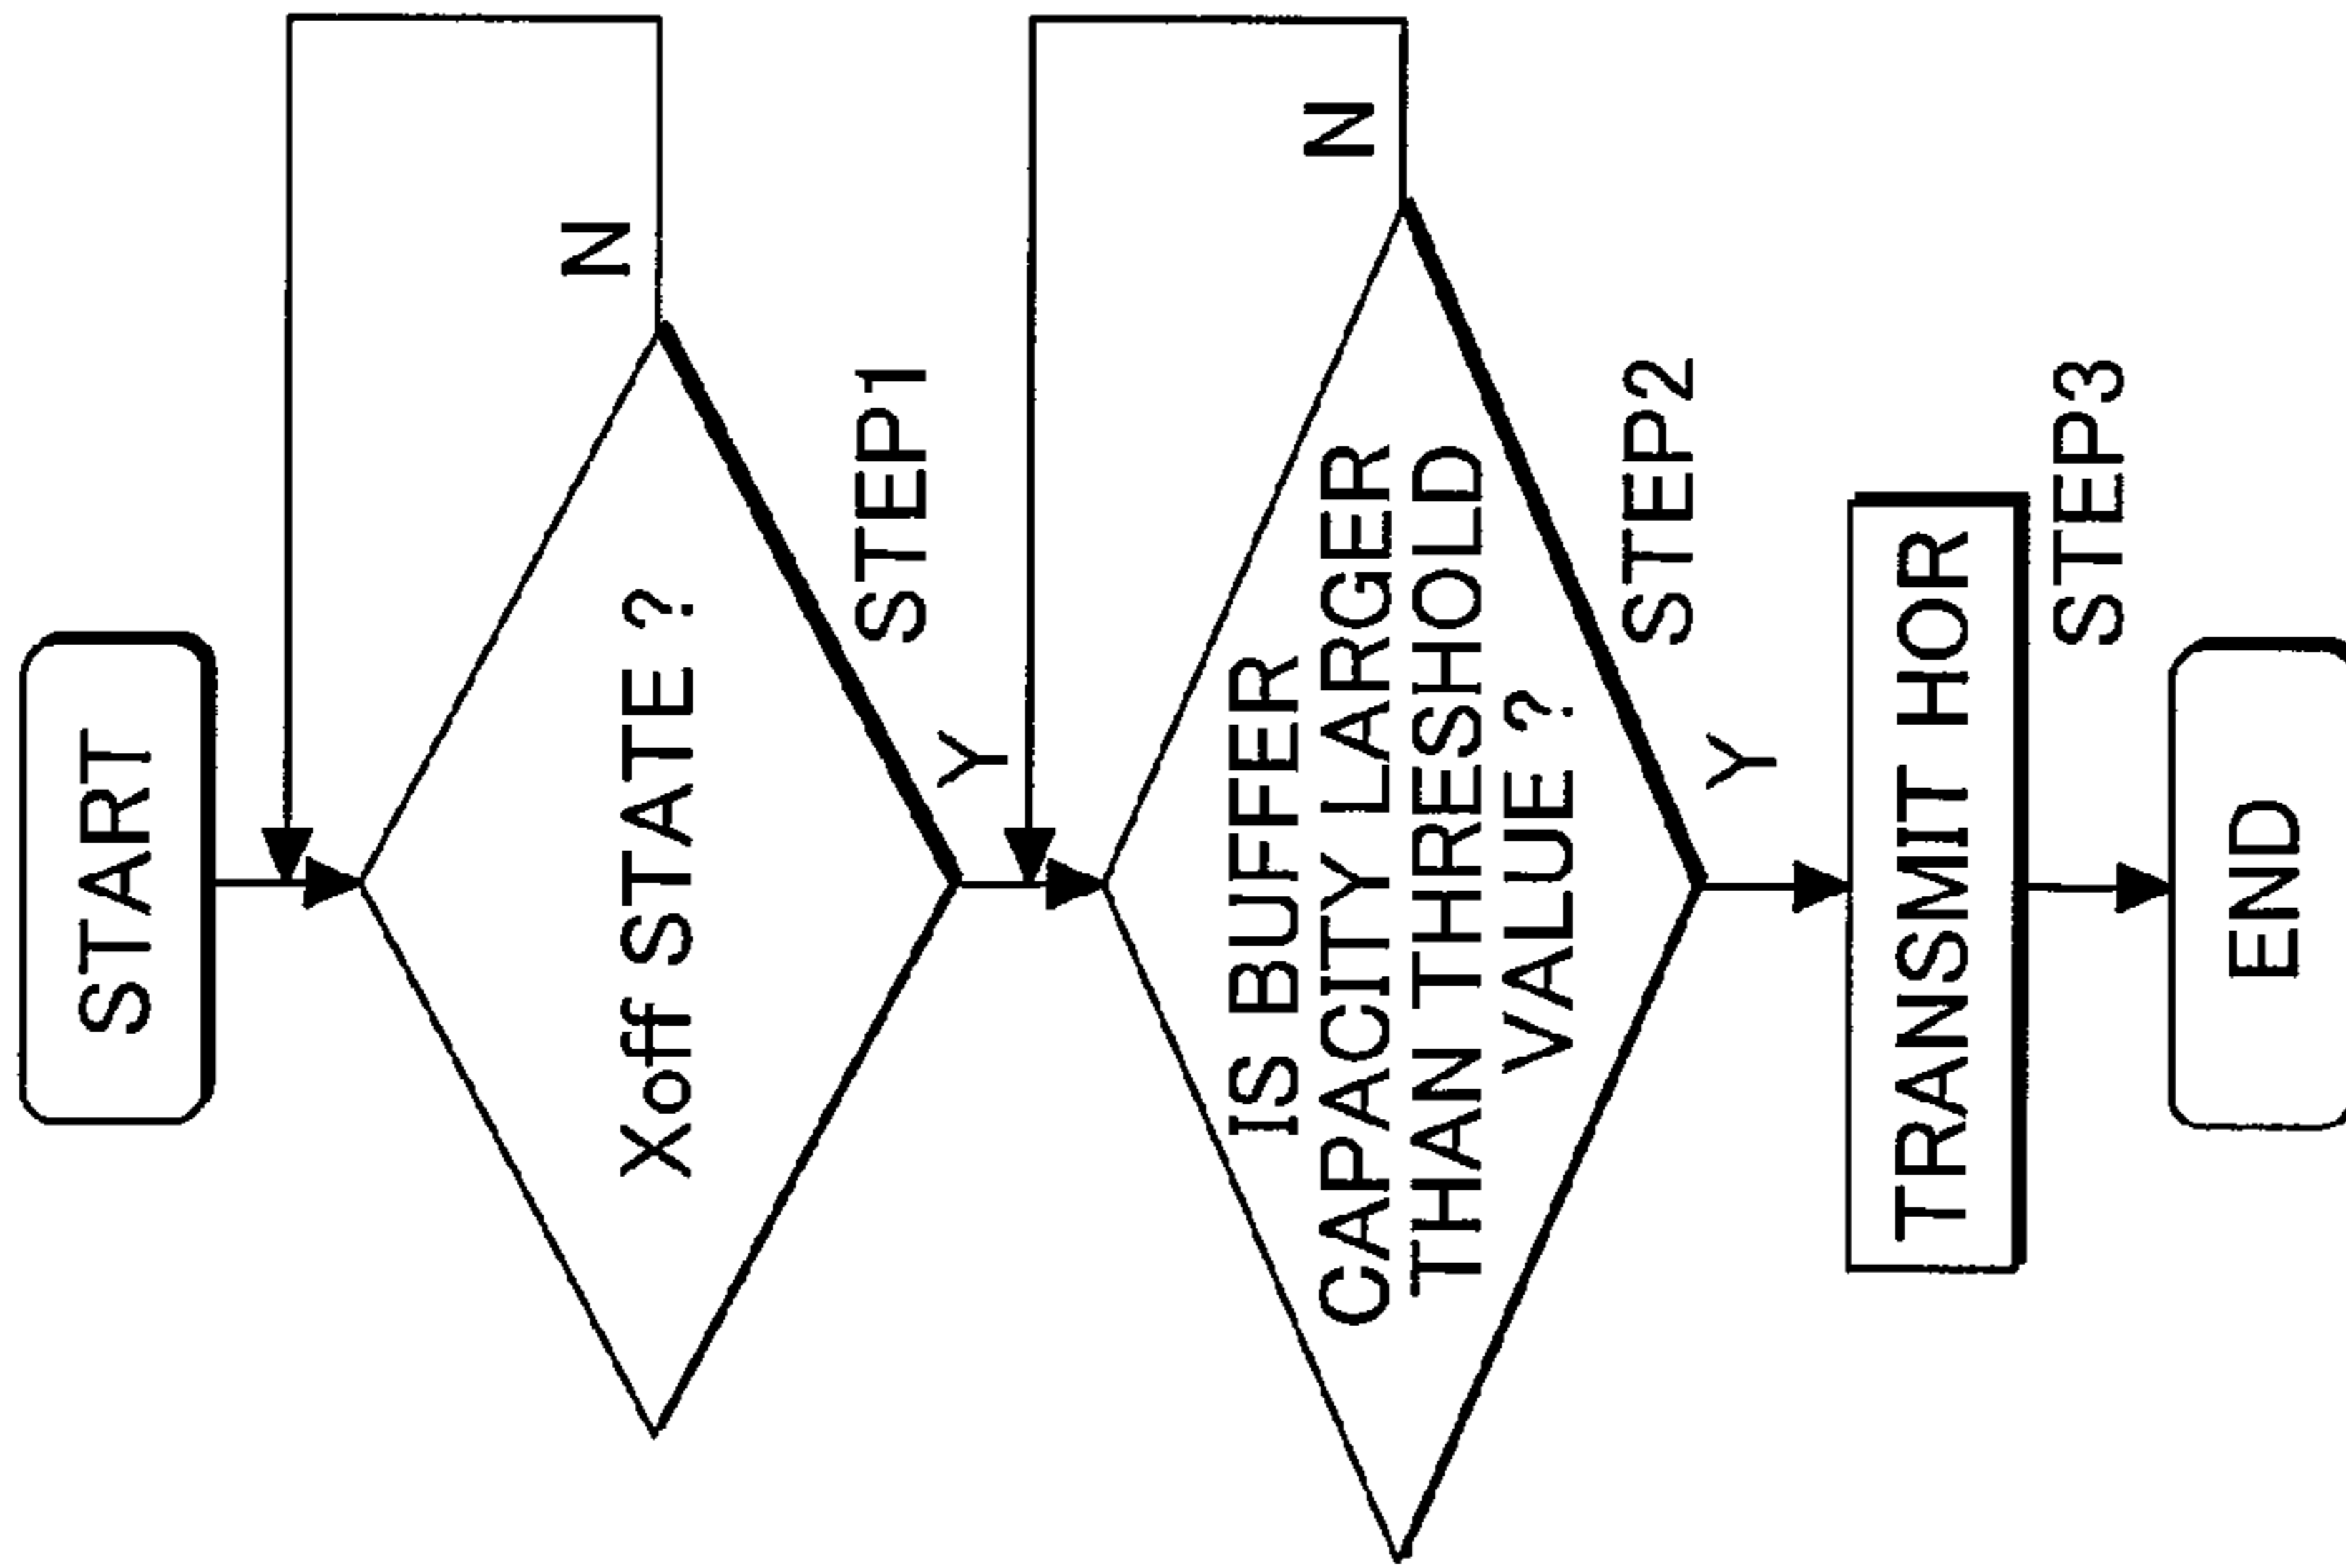 START
Xoff STATE ?
N
STEP1
Y
IS BUFFER
CAPACITY LARGER
THAN THRESHOLD
VALUE ?
N
STEP2
Y
TRANSMIT HOR
STEP3
END